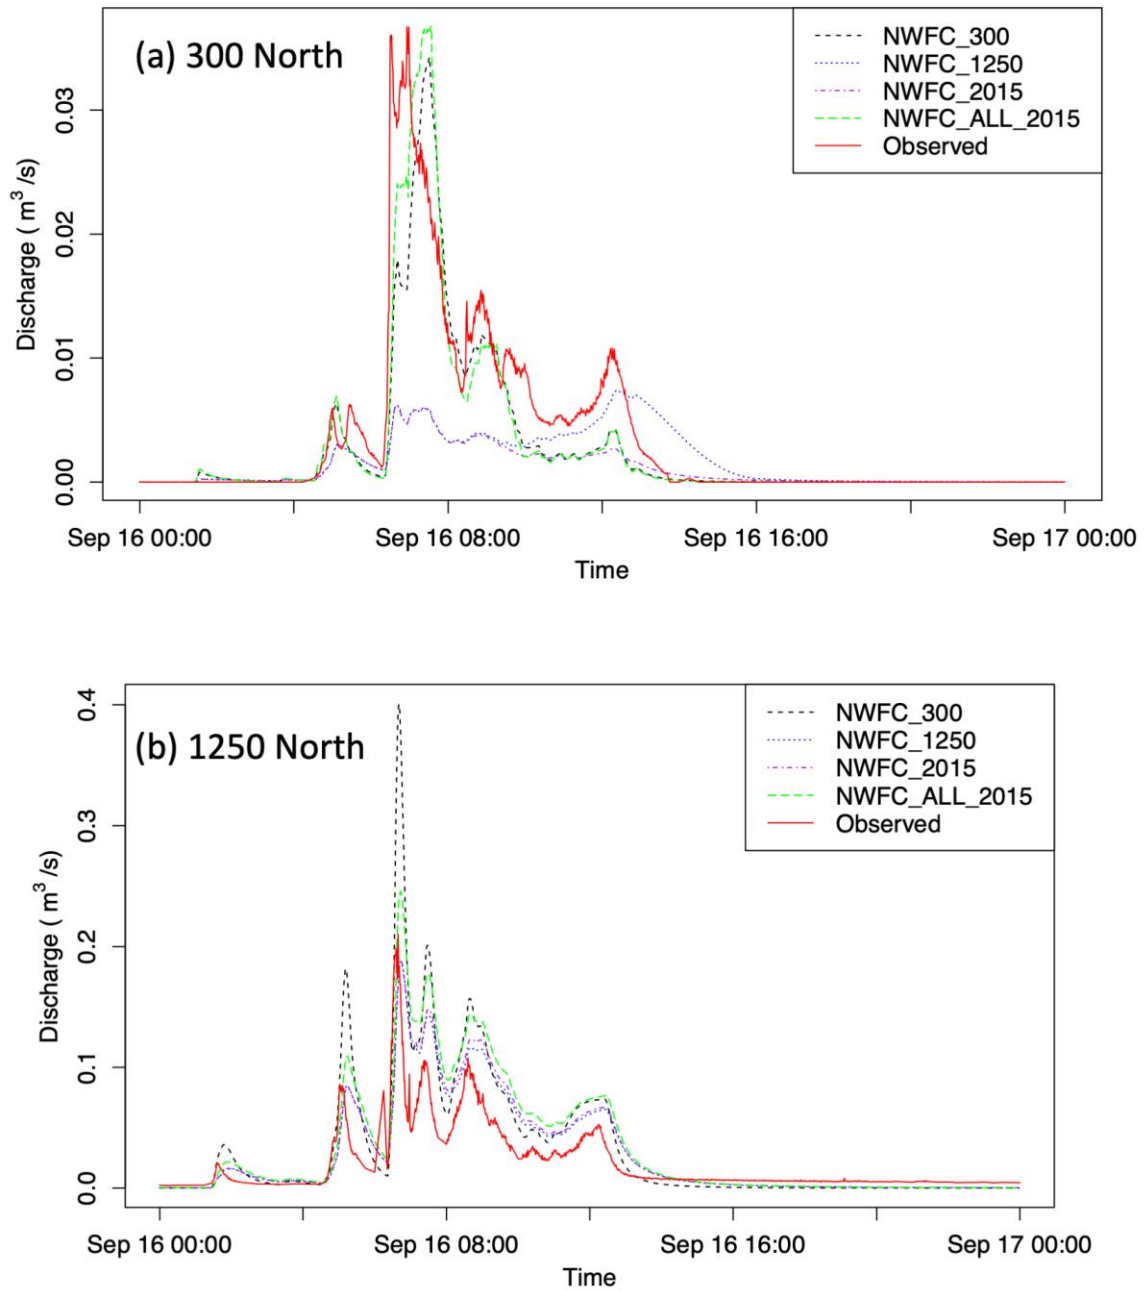 (a) 300 North
NWFC_300
NWFC_1250
NWFC_2015
NWFC_ALL_2015
Observed
Discharge ( m³ /s)
0.03
0.02
0.01
0.00
Sep 16 00:00
Sep 16 08:00
Sep 16 16:00
Sep 17 00:00
Time
(b) 1250 North
NWFC_300
NWFC_1250
NWFC_2015
NWFC_ALL_2015
Observed
Discharge ( m³ /s)
0.4
0.3
0.2
0.1
0.0
Sep 16 00:00
Sep 16 08:00
Sep 16 16:00
Sep 17 00:00
Time